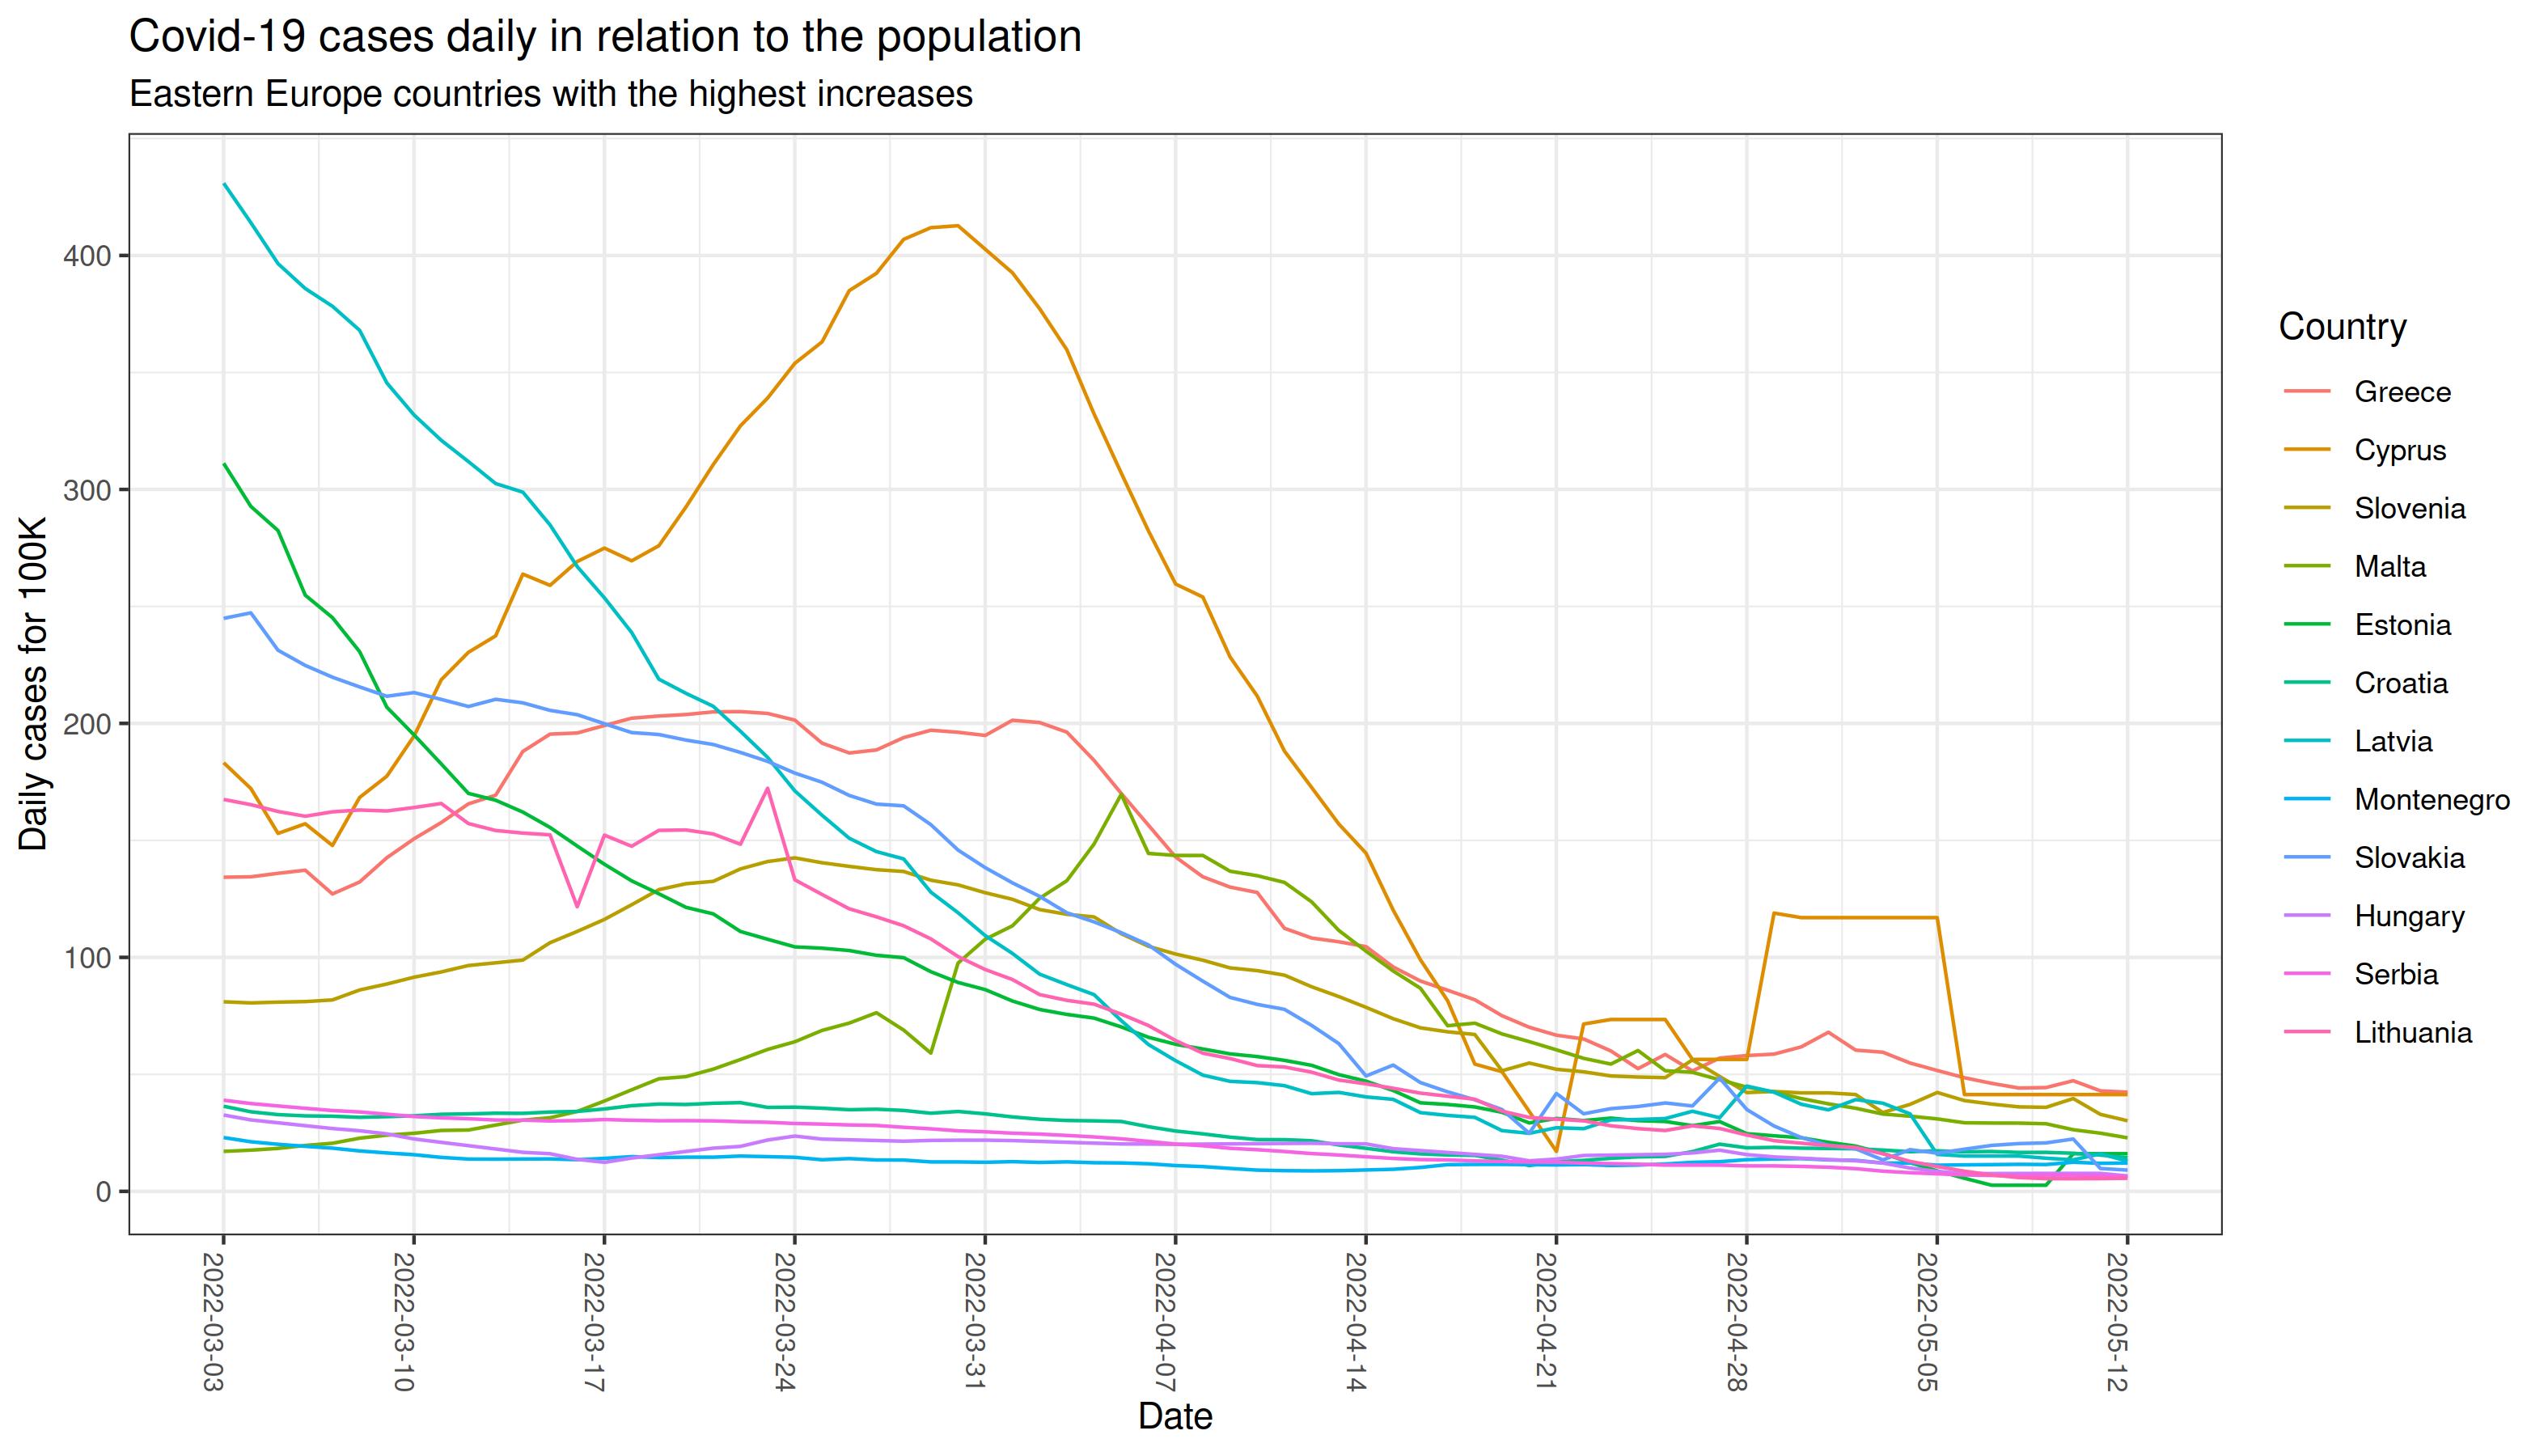 Covid-19 cases daily in relation to the population
Eastern Europe countries with the highest increases
Daily cases for 100K
400
300
200
100
0
2022-03-03
2022-03-10
2022-03-17
2022-03-24
2022-03-31
2022-04-07
2022-04-14
2022-04-21
2022-04-28
2022-05-05
2022-05-12
Date
Country
Greece
Cyprus
Slovenia
Malta
Estonia
Croatia
Latvia
Montenegro
Slovakia
Hungary
Serbia
Lithuania